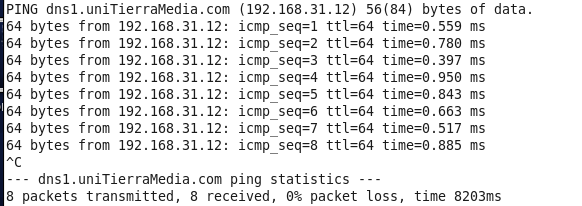 PING dns1.uniTierraMedia.com (192.168.31.12) 56(84) bytes of data.
64 bytes from 192.168.31.12: icmp_seq=1 ttl=64 time=0.559 ms
64 bytes from 192.168.31.12: icmp_seq=2 ttl=64 time=0.780 ms
64 bytes from 192.168.31.12: icmp_seq=3 ttl=64 time=0.397 ms
64 bytes from 192.168.31.12: icmp_seq=4 ttl=64 time=0.950 ms
64 bytes from 192.168.31.12: icmp_seq=5 ttl=64 time=0.843 ms
64 bytes from 192.168.31.12: icmp_seq=6 ttl=64 time=0.663 ms
64 bytes from 192.168.31.12: icmp_seq=7 ttl=64 time=0.517 ms
64 bytes from 192.168.31.12: icmp_seq=8 ttl=64 time=0.885 ms
^C
--- dns1.uniTierraMedia.com ping statistics ---
8 packets transmitted, 8 received, 0% packet loss, time 8203ms